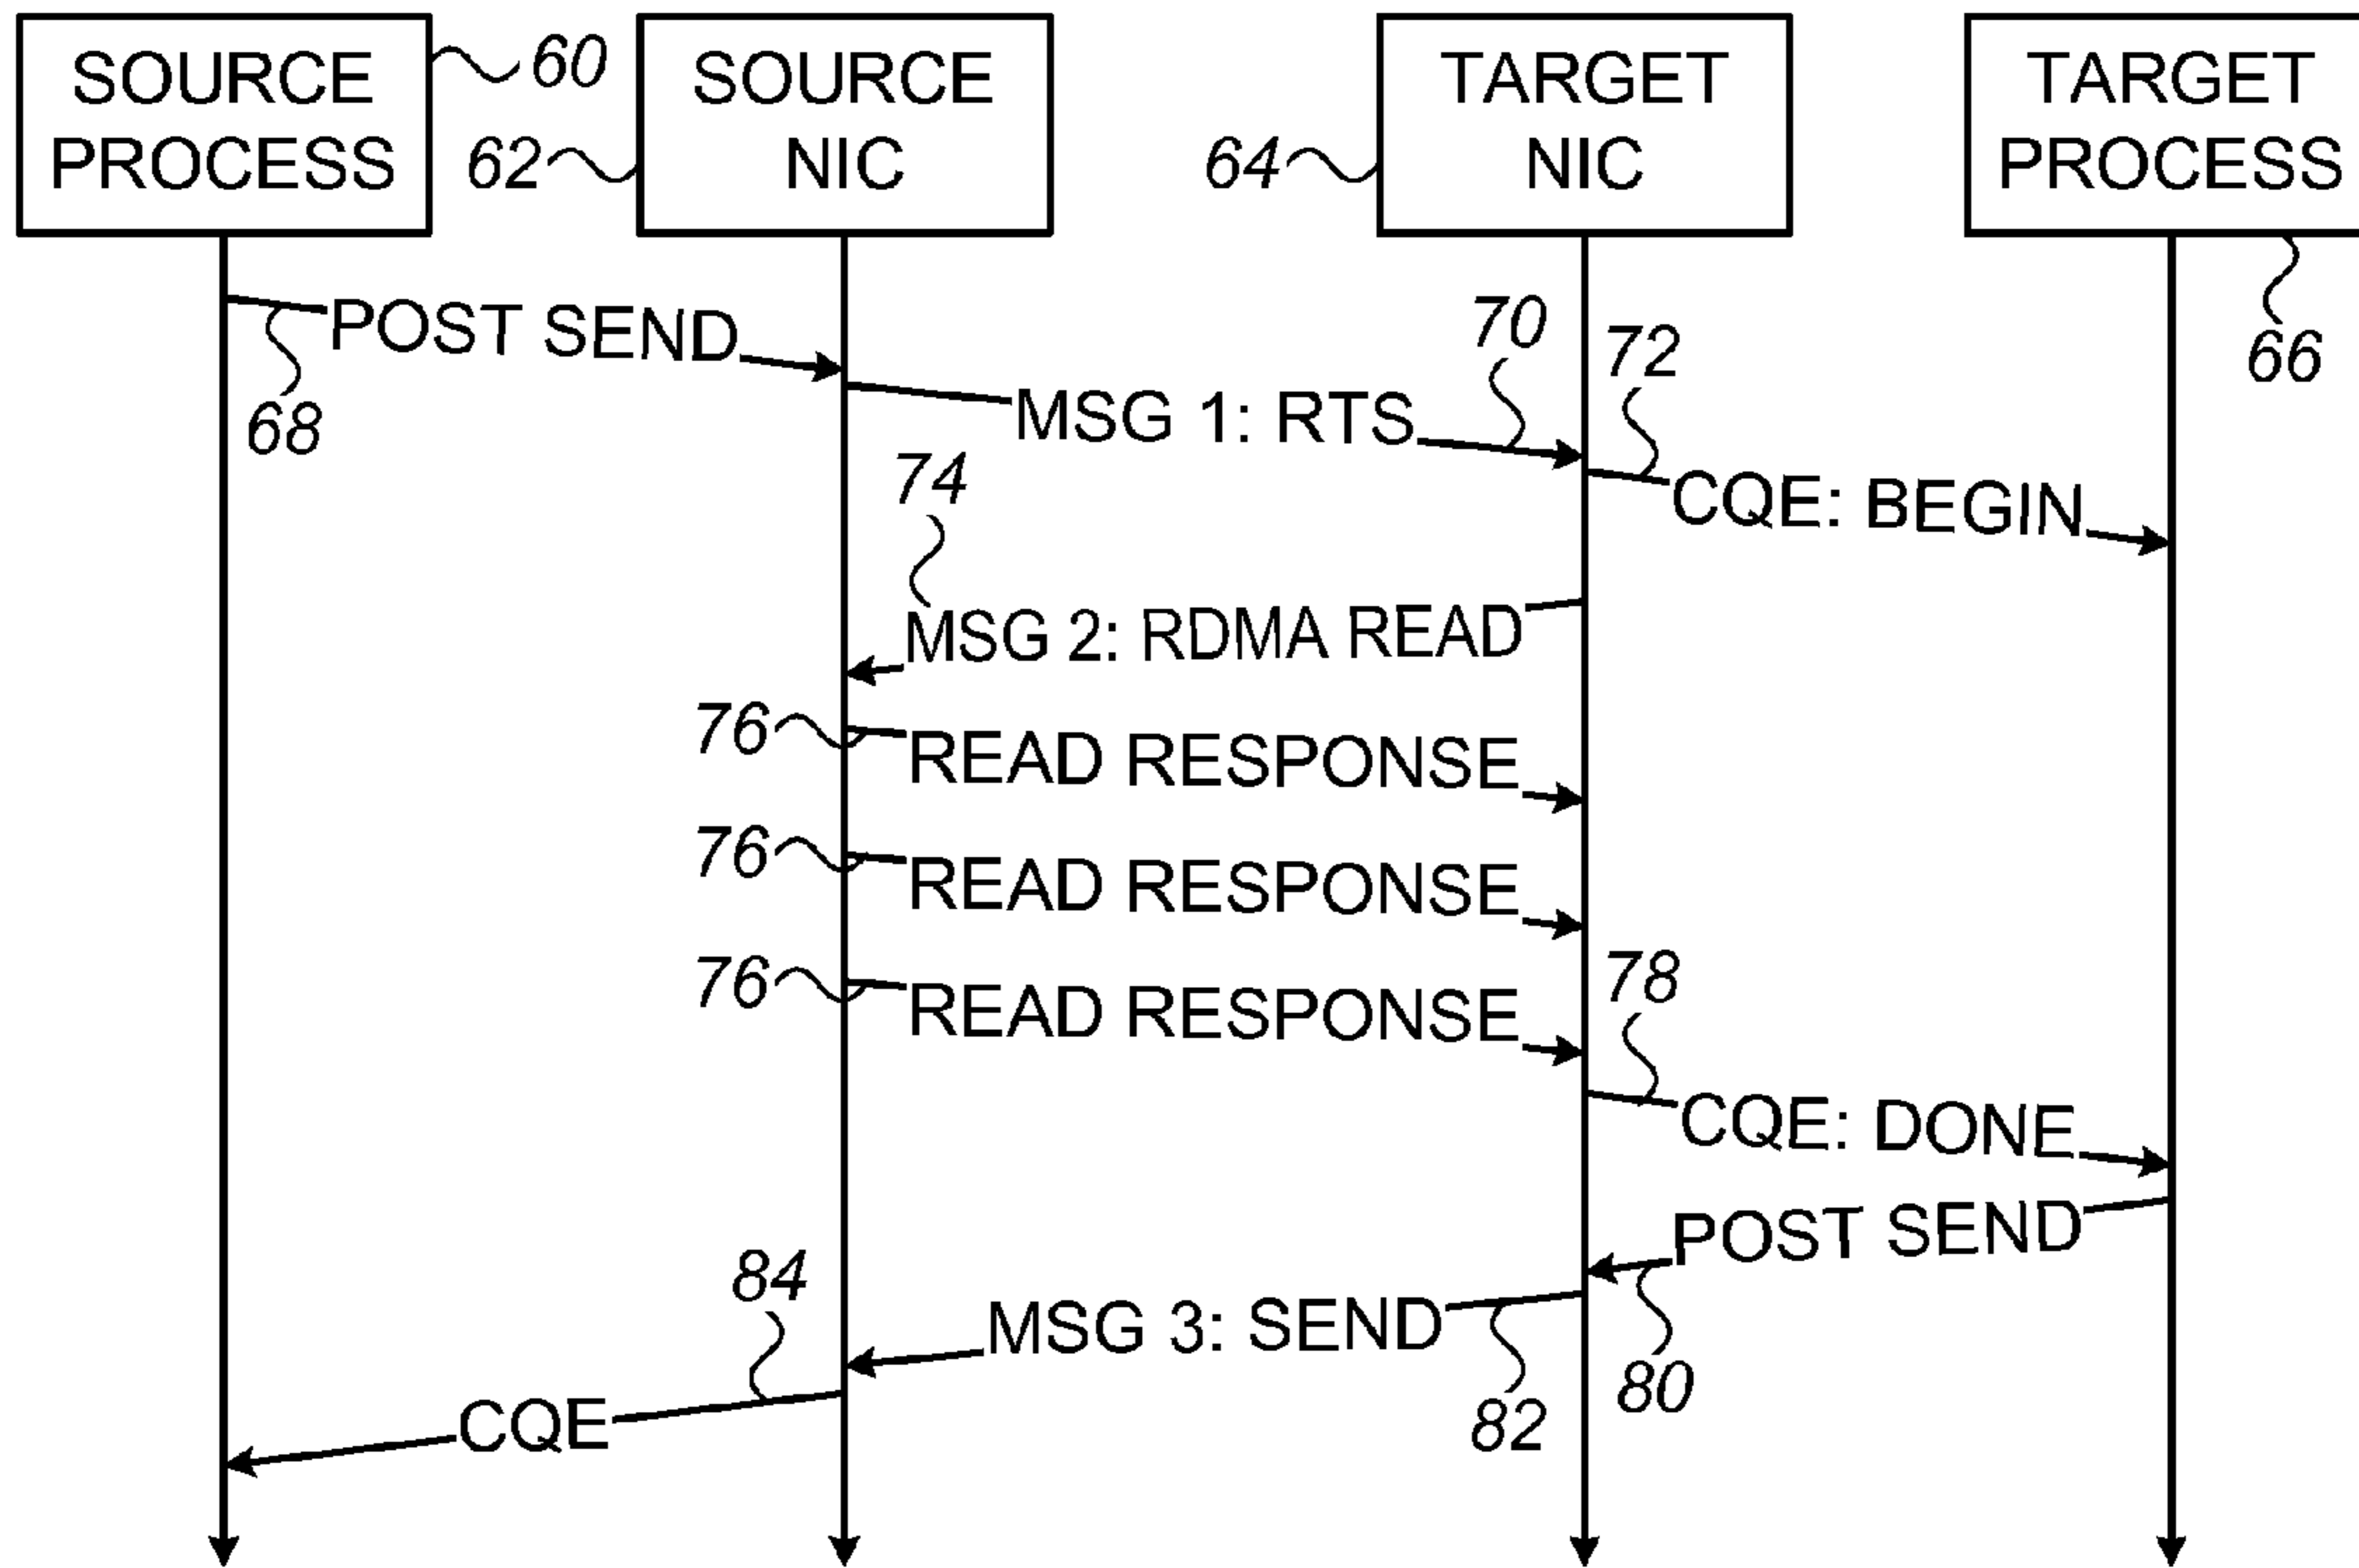 SOURCE
PROCESS
60
SOURCE
NIC
62
TARGET
NIC
64
TARGET
PROCESS
66
POST SEND
68
MSG 1: RTS
70
72
CQE: BEGIN
74
MSG 2: RDMA READ
76
READ RESPONSE
76
READ RESPONSE
76
READ RESPONSE
78
CQE: DONE
POST SEND
80
MSG 3: SEND
82
84
CQE